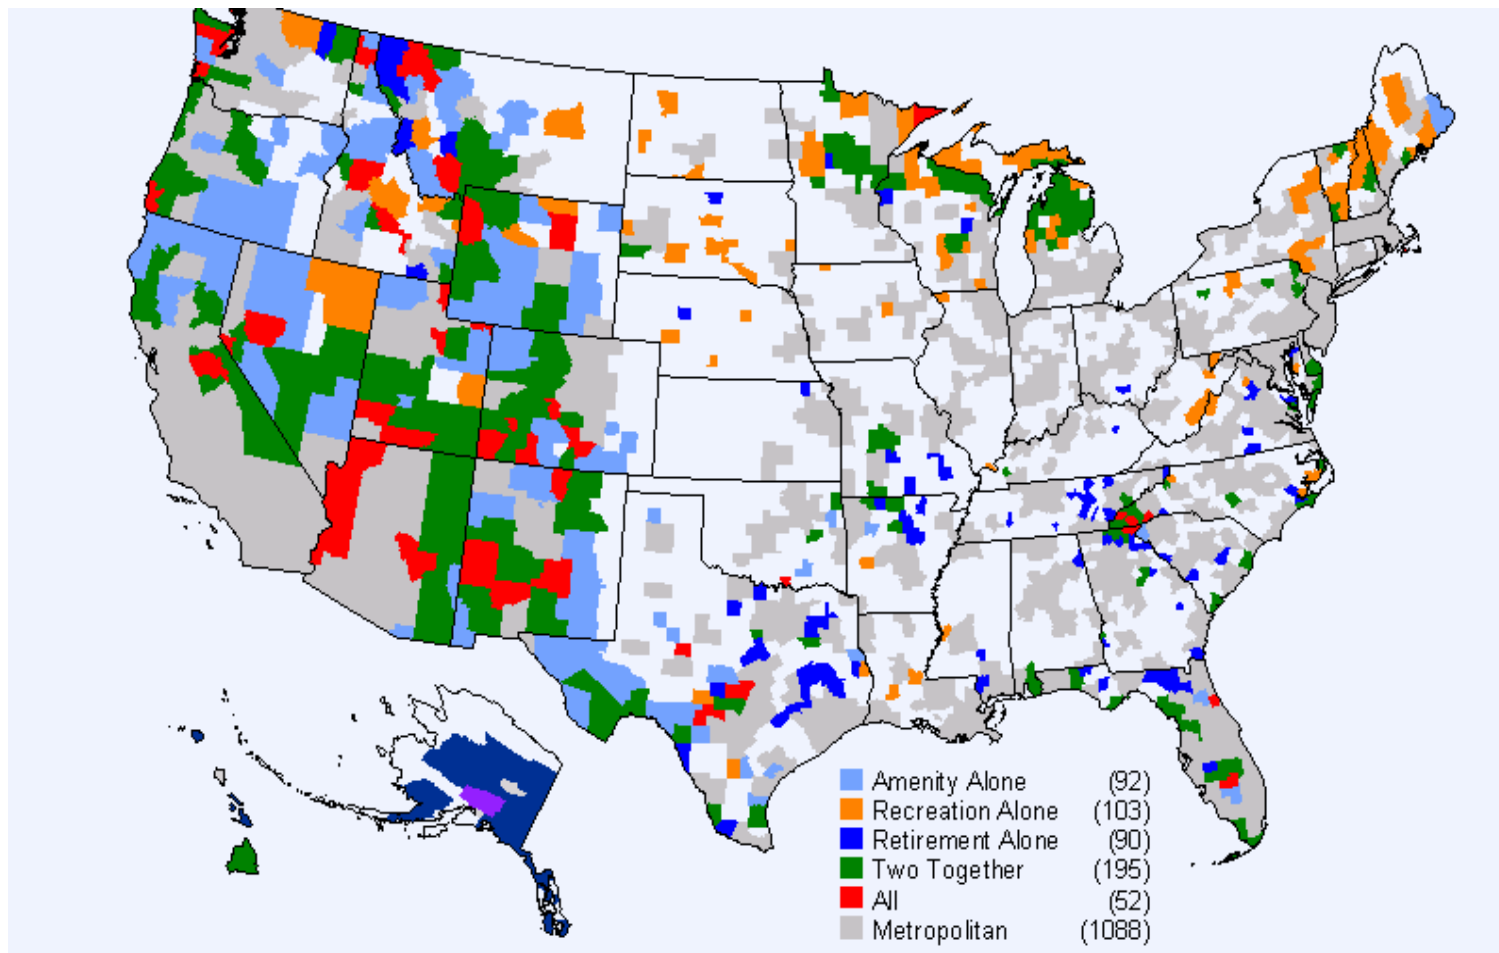 Amenity Alone (92)
Recreation Alone (103)
Retirement Alone (90)
Two Together (195)
All (52)
Metropolitan (1088)